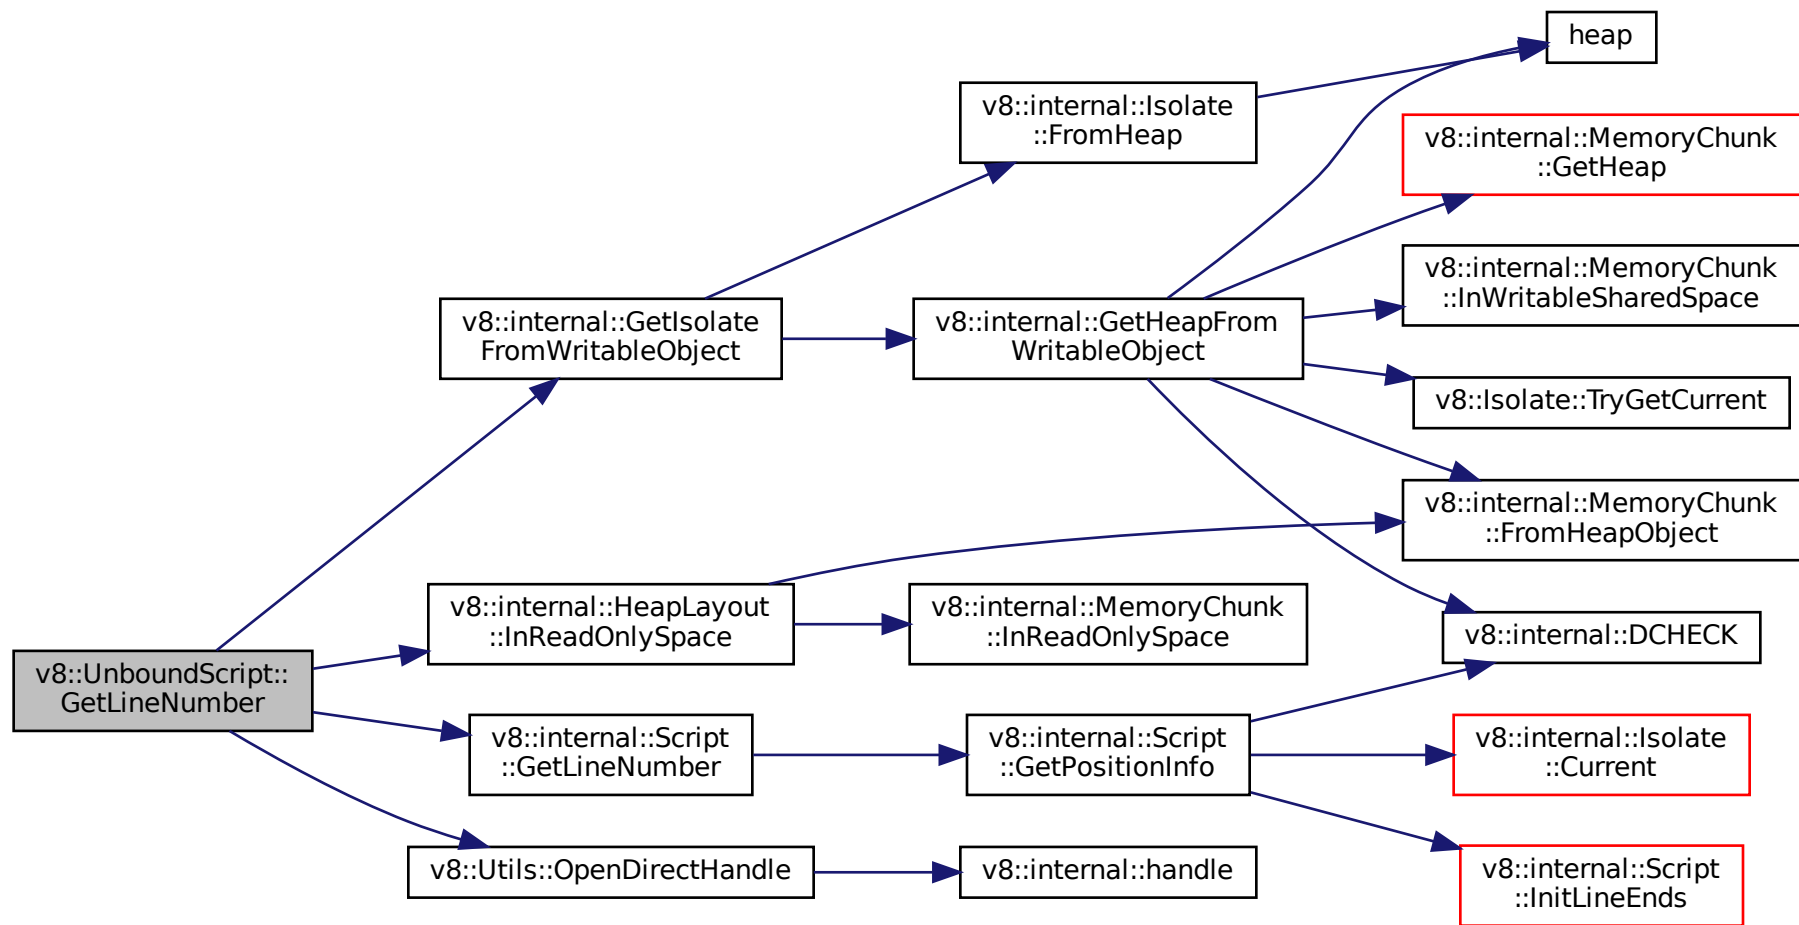 heap
v8::internal::Isolate
::FromHeap
v8::internal::MemoryChunk
::GetHeap
v8::internal::MemoryChunk
::InWritableSharedSpace
v8::internal::GetIsolate
FromWritableObject
v8::internal::GetHeapFrom
WritableObject
v8::Isolate::TryGetCurrent
v8::internal::MemoryChunk
::FromHeapObject
v8::internal::HeapLayout
::InReadOnlySpace
v8::internal::MemoryChunk
::InReadOnlySpace
v8::internal::DCHECK
v8::UnboundScript::
GetLineNumber
v8::internal::Script
::GetLineNumber
v8::internal::Script
::GetPositionInfo
v8::internal::Isolate
::Current
v8::Utils::OpenDirectHandle
v8::internal::handle
v8::internal::Script
::InitLineEnds